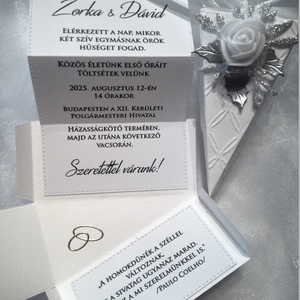 Zorka & Dávid
Elérkezett a nap, mikor
két szív egymásnak örök
hűséget fogad.
Közös életünk első óráit
Töltsétek velünk
2025. augusztus 12-én
14 órakor
Budapesten a XII. kerületi
Polgármesteri Hivatal
Házasságkötő termében,
majd az utána következő
vacsorán.
Szeretettel várunk!
„A homokdűnék a széllel
változnak,
a sivatag ugyanaz marad.
a mi szerelmünkkel is."
/Paulo Coelho/